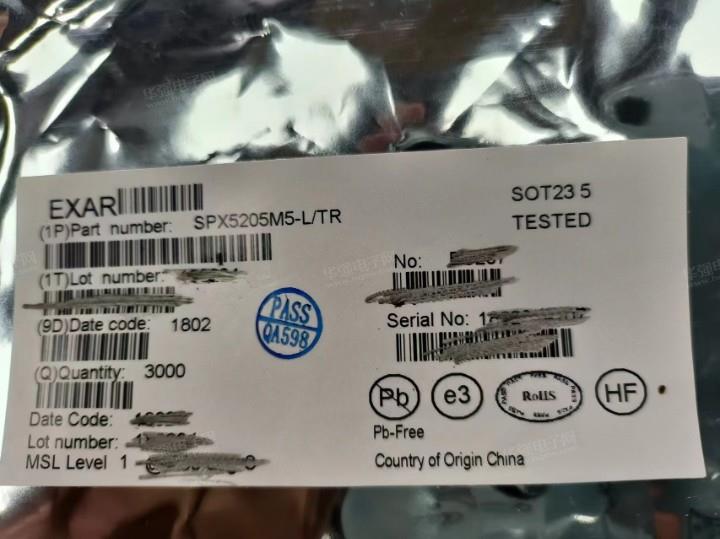 EXAR
(1P)Part number: SPX5205M5-L/TR
(1T)Lot number:
(9D)Date code: 1802
(Q)Quantity: 3000
Date Code:
Lot number:
MSL Level 1
PASS
QA598
SOT23 5
TESTED
No:
Serial No:
Pb
e3
RoHS
HF
Pb-Free
Country of Origin China